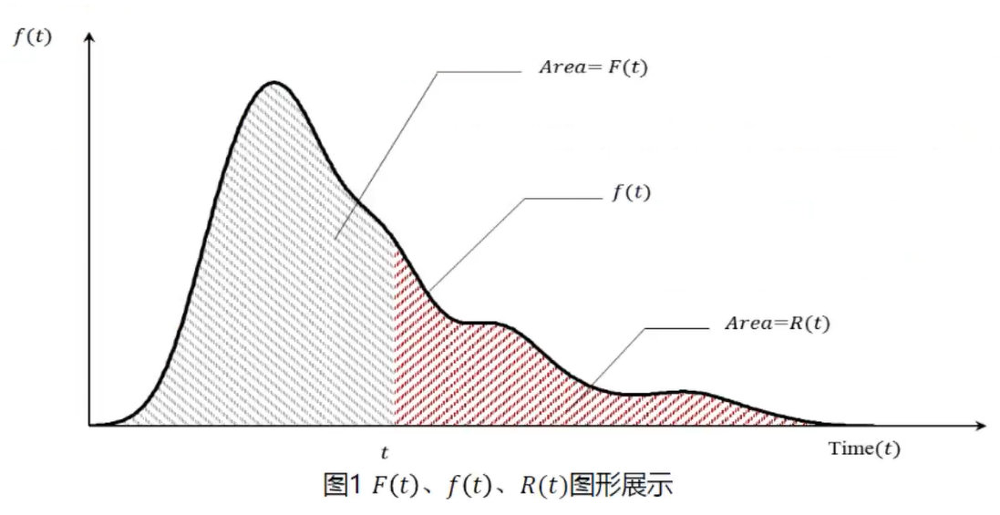 f(t)
Area= F(t)
f(t)
Area=R(t)
t
Time(t)
图1 F(t)、f(t)、R(t)图形展示